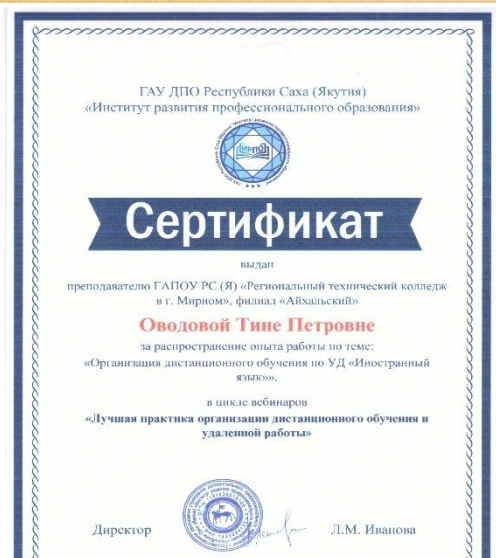 ГАУ ДПО Республики Саха (Якутия)
«Институт развития профессионального образования»
ИРПО
Сертификат
выдан
преподавателю ГАПОУ РС (Я) «Региональный технический колледж
в г. Мирном», филиал «Айхальский»
Оводовой Тине Петровне
за распространение опыта работы по теме:
«Организация дистанционного обучения по УД «Иностранный
язык»».
в цикле вебинаров
«Лучшая практика организации дистанционного обучения и
удаленной работы»
Директор
Л.М. Иванова